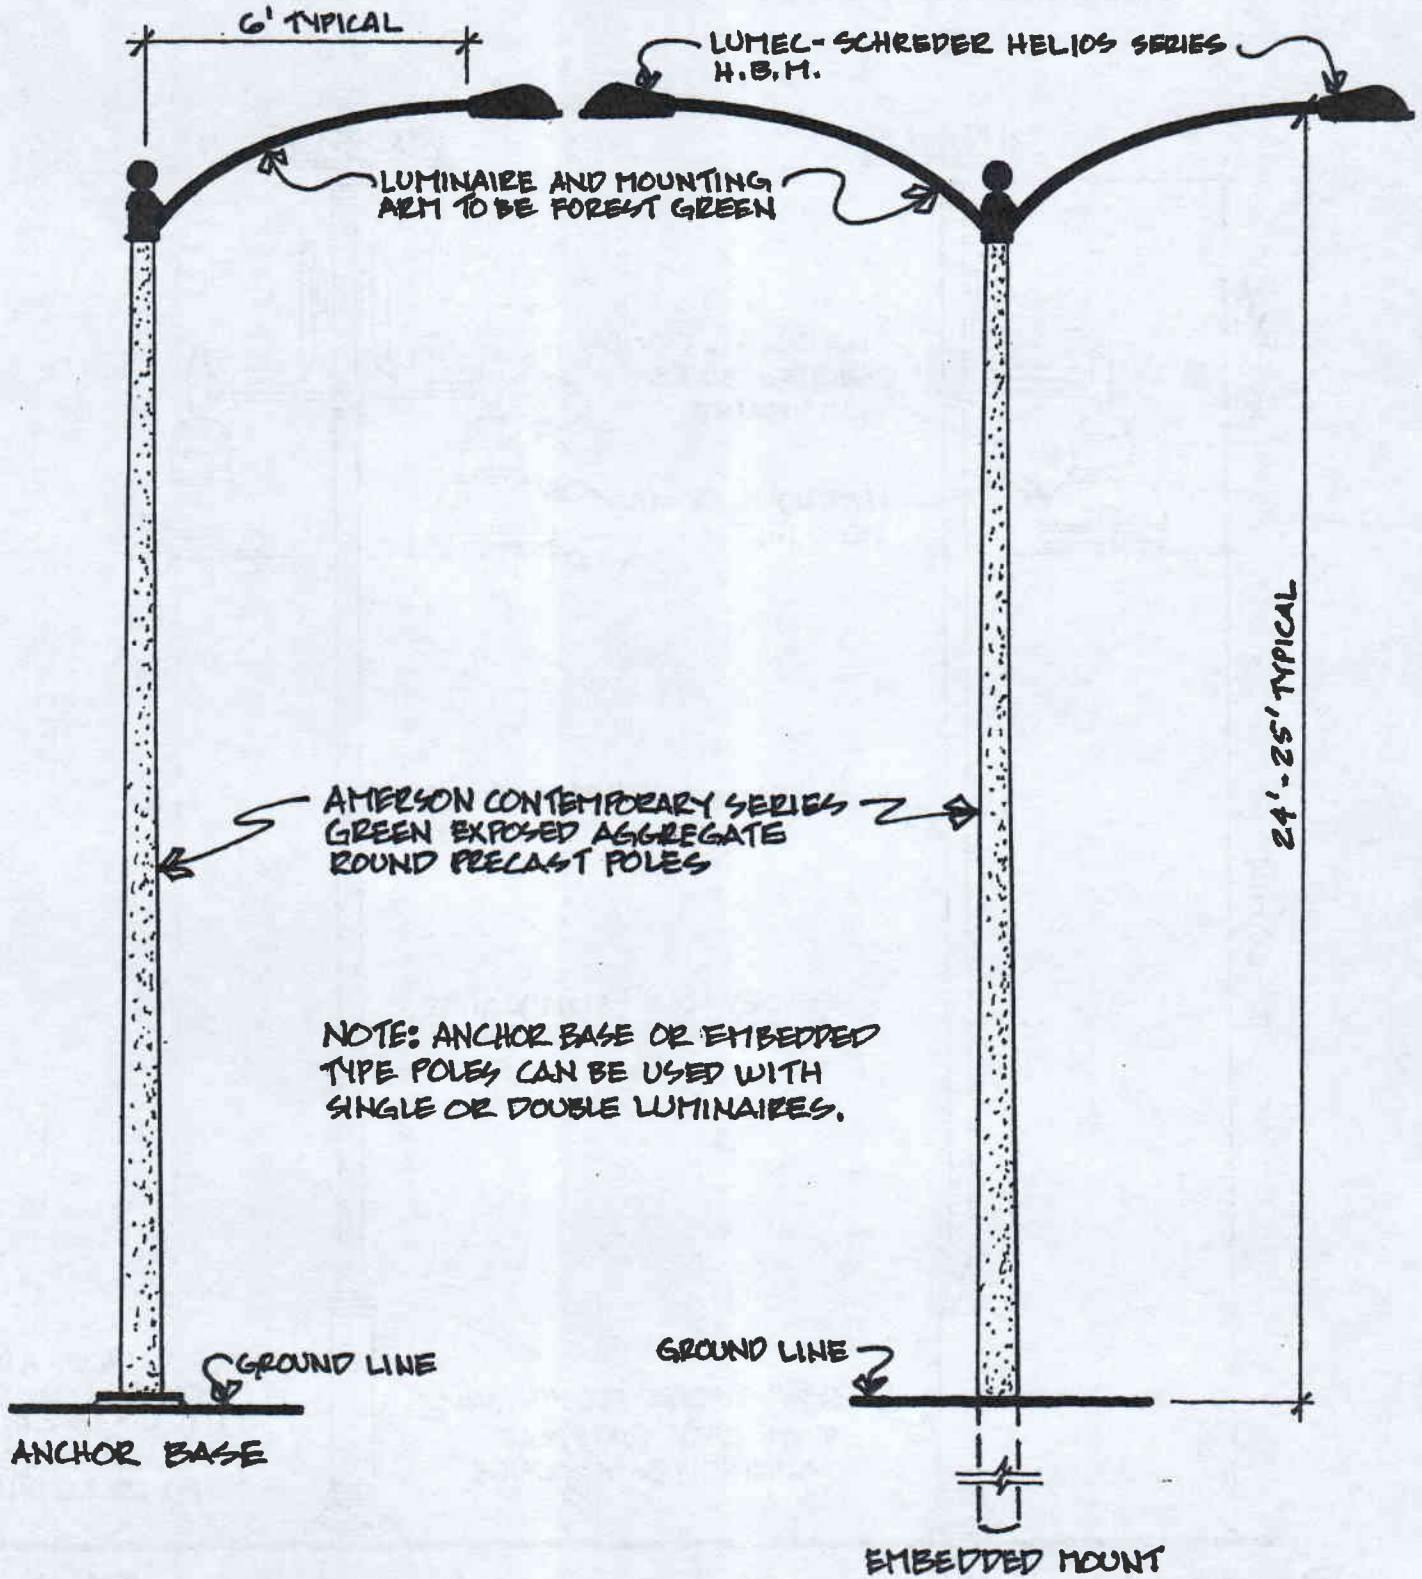 6' TYPICAL
LUMEC-SCHREDER HELIOS SERIES
H.B.M.
LUMINAIRE AND MOUNTING
ARM TO BE FOREST GREEN
24'-25' TYPICAL
AMERSON CONTEMPORARY SERIES
GREEN EXPOSED AGGREGATE
ROUND PRECAST POLES
NOTE: ANCHOR BASE OR EMBEDDED
TYPE POLES CAN BE USED WITH
SINGLE OR DOUBLE LUMINAIRES.
GROUND LINE
GROUND LINE
ANCHOR BASE
EMBEDDED MOUNT